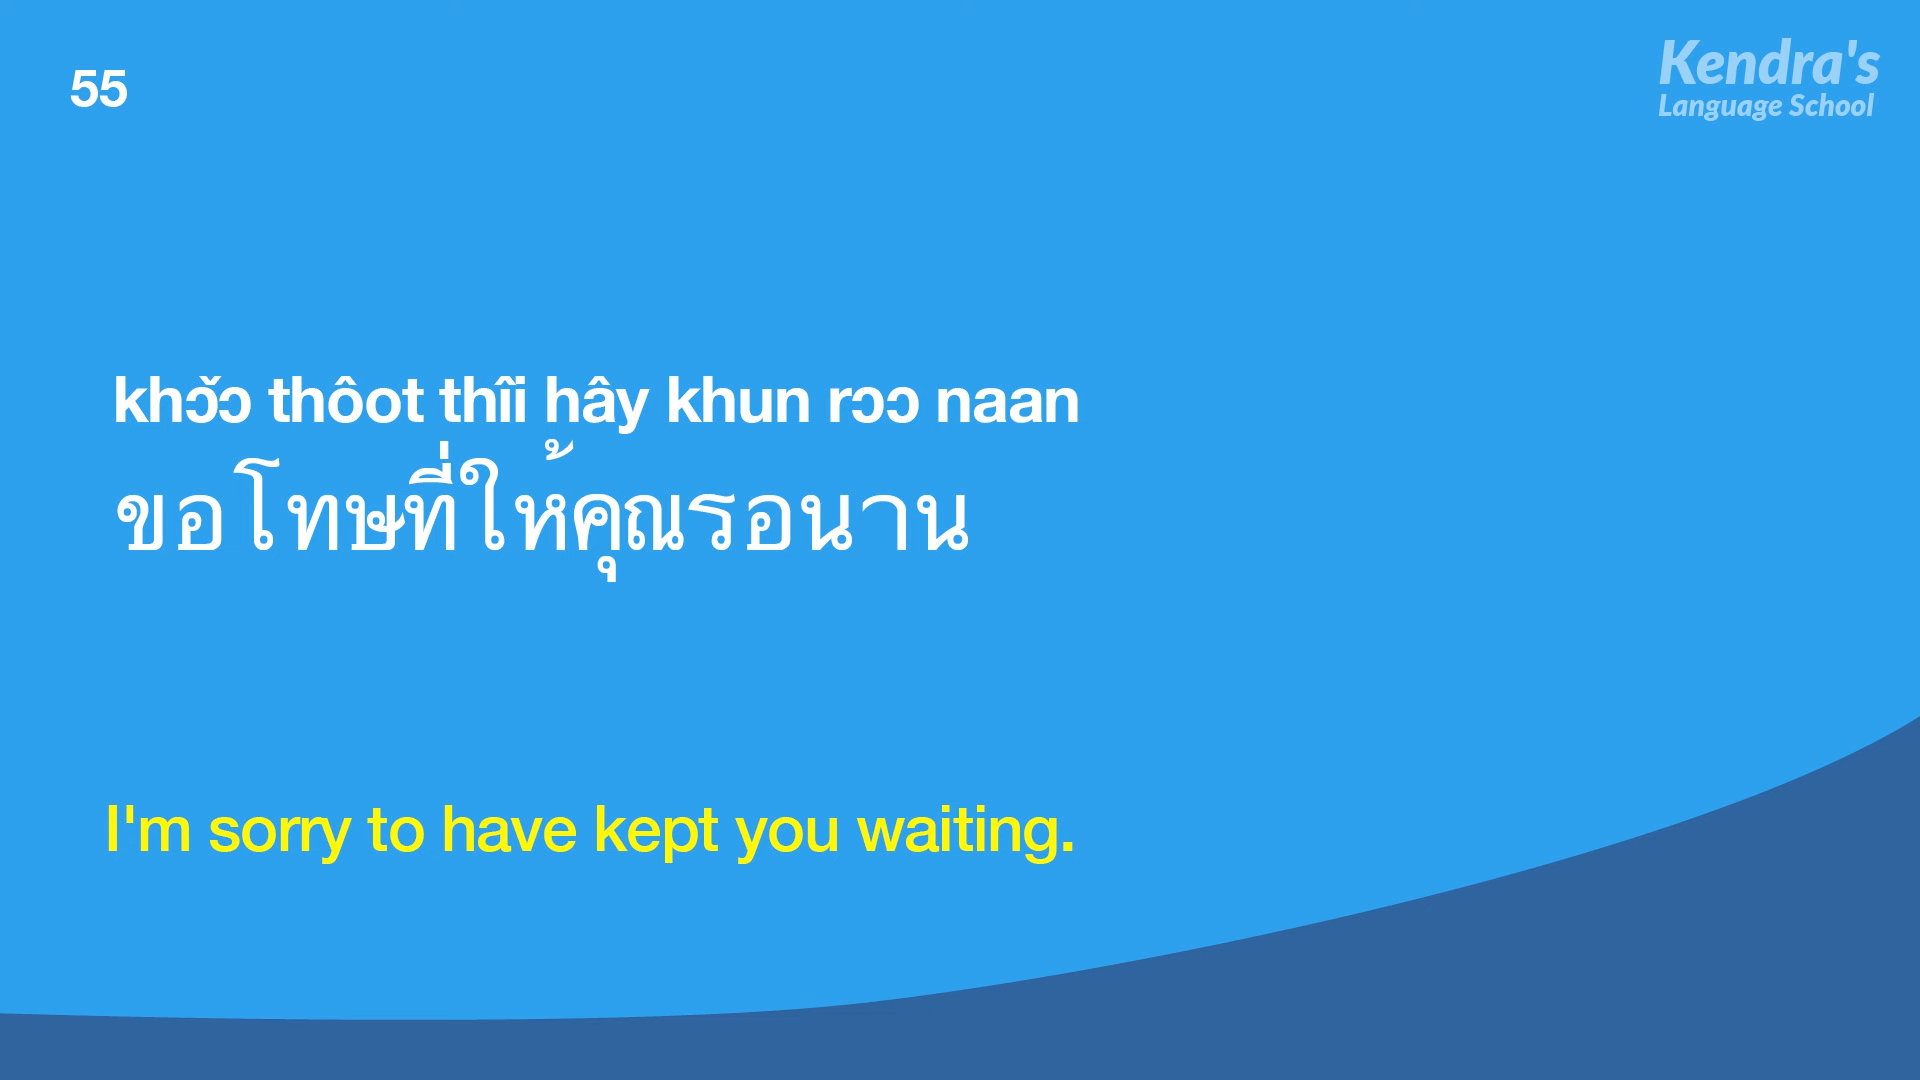 55
Kendra's
Language School
khɔ̌ɔ thôot thîi hây khun rɔɔ naan
ขอโทษที่ให้คุณรอนาน
I'm sorry to have kept you waiting.